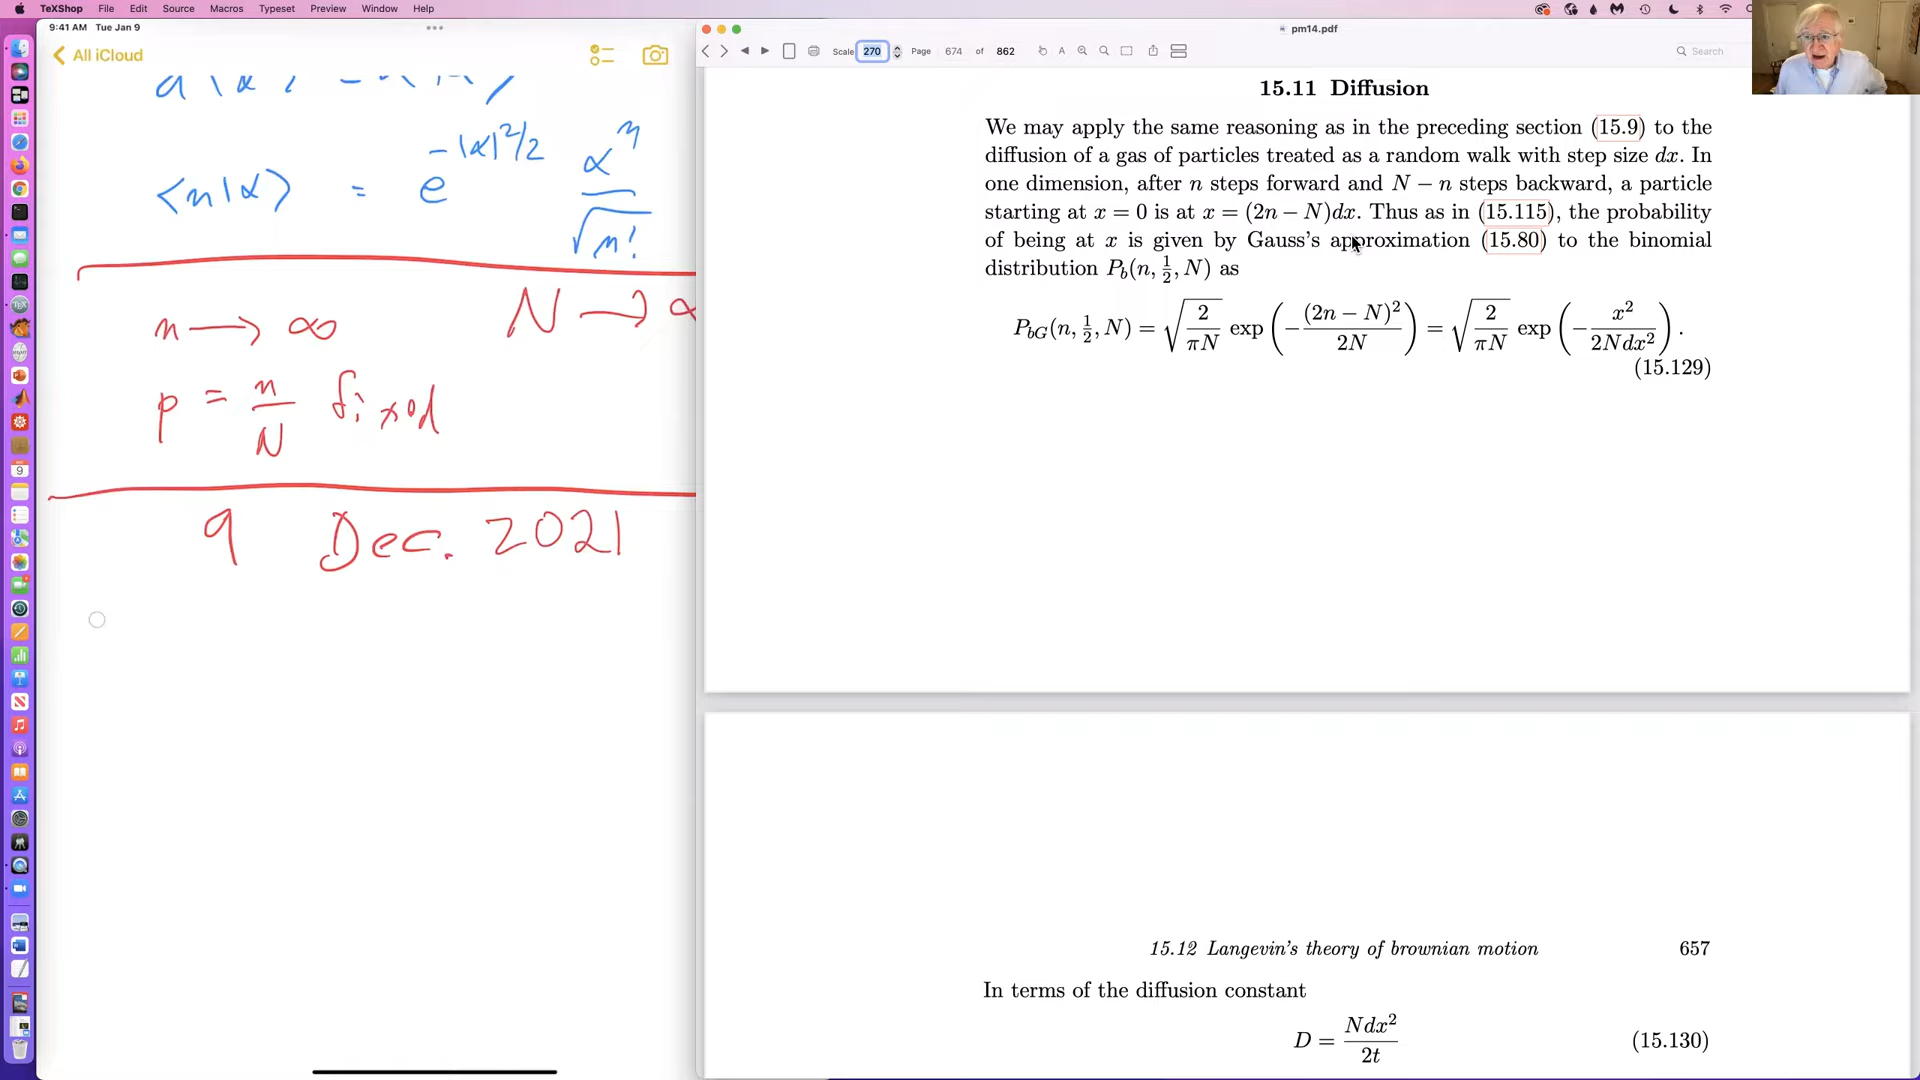 TeXShop File Edit Source Macros Typeset Preview Window Help
9:41 AM Tue Jan 9
All iCloud
⟨n|α⟩ = e^{-|α|²/2} α^n / √n!
n → ∞ N → ∞
p = n/N fixed
9 Dec. 2021
pm14.pdf
Scale 270 Page 674 of 862 Search
15.11 Diffusion
We may apply the same reasoning as in the preceding section (15.9) to the
diffusion of a gas of particles treated as a random walk with step size dx. In
one dimension, after n steps forward and N − n steps backward, a particle
starting at x = 0 is at x = (2n − N)dx. Thus as in (15.115), the probability
of being at x is given by Gauss's approximation (15.80) to the binomial
distribution P_b(n, 1/2, N) as
P_{bG}(n, 1/2, N) = √(2/πN) exp(−(2n − N)²/2N) = √(2/πN) exp(−x²/2Ndx²).
(15.129)
15.12 Langevin's theory of brownian motion 657
In terms of the diffusion constant
D = Ndx²/2t (15.130)